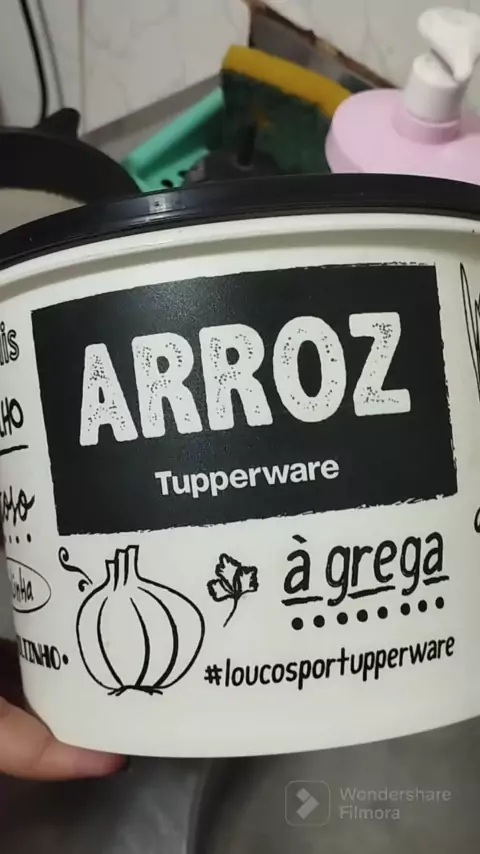 ARROZ
Tupperware
à grega
#loucosportupperware
Wondershare
Filmora